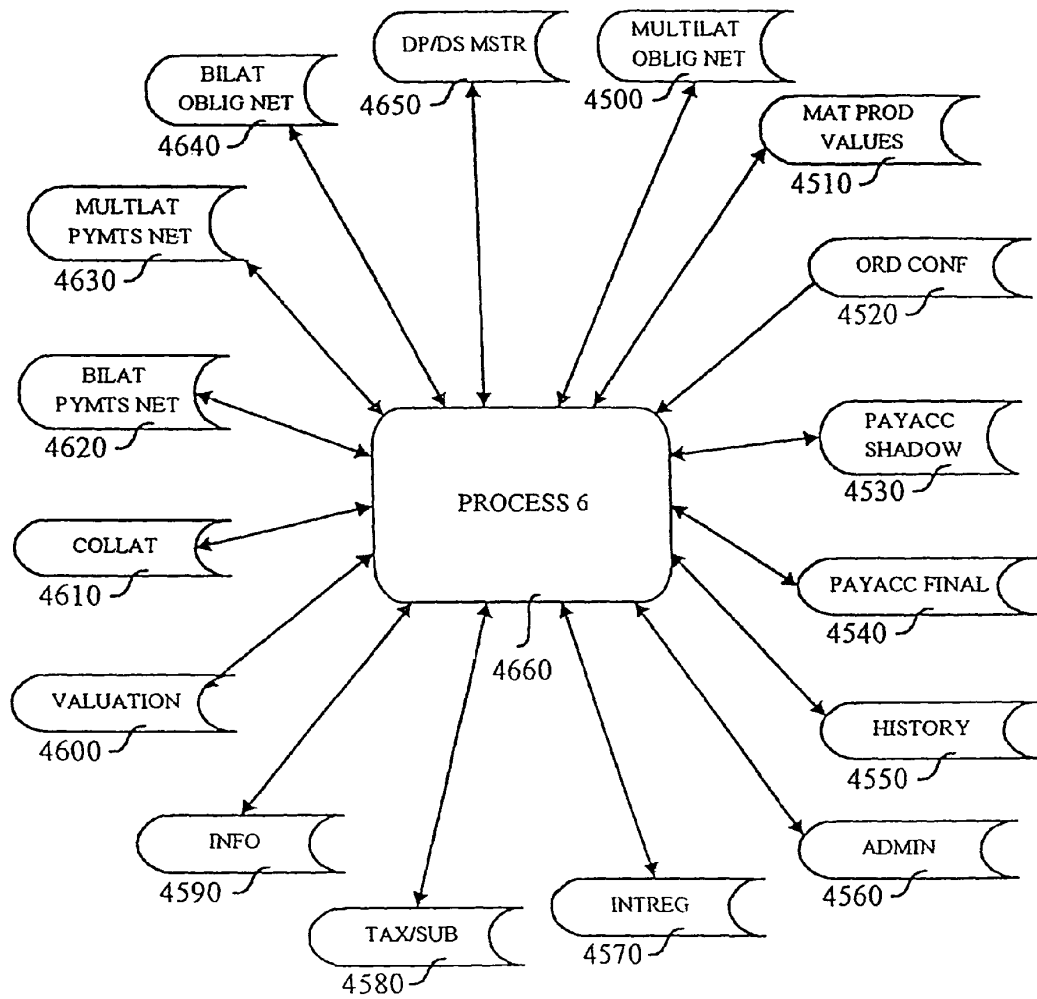 DP/DS MSTR
4650
MULTILAT
OBLIG NET
4500
BILAT
OBLIG NET
4640
MAT PROD
VALUES
4510
MULTLAT
PYMTS NET
4630
ORD CONF
4520
BILAT
PYMTS NET
4620
PAYACC
SHADOW
4530
PROCESS 6
4660
COLLAT
4610
PAYACC FINAL
4540
VALUATION
4600
HISTORY
4550
INFO
4590
ADMIN
4560
TAX/SUB
4580
INTREG
4570